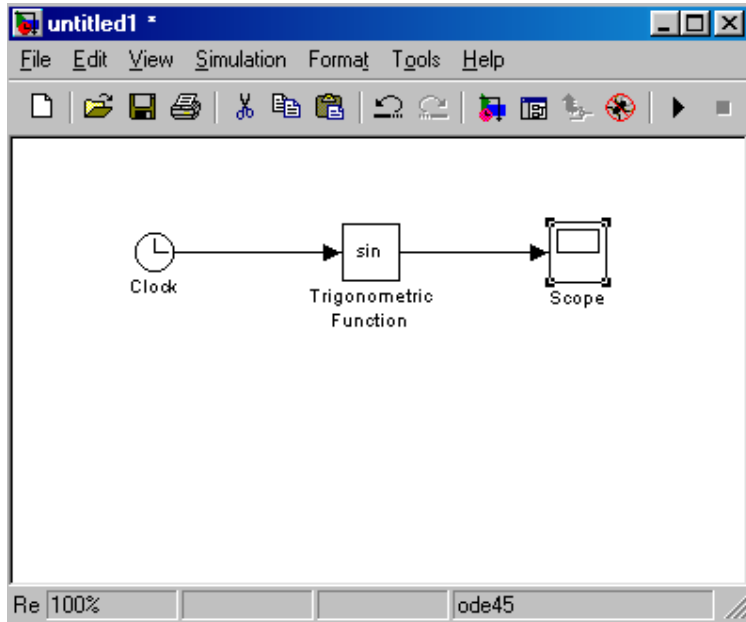 untitled1 *
File Edit View Simulation Format Tools Help
sin
Clock
Trigonometric
Function
Scope
Re 100% ode45